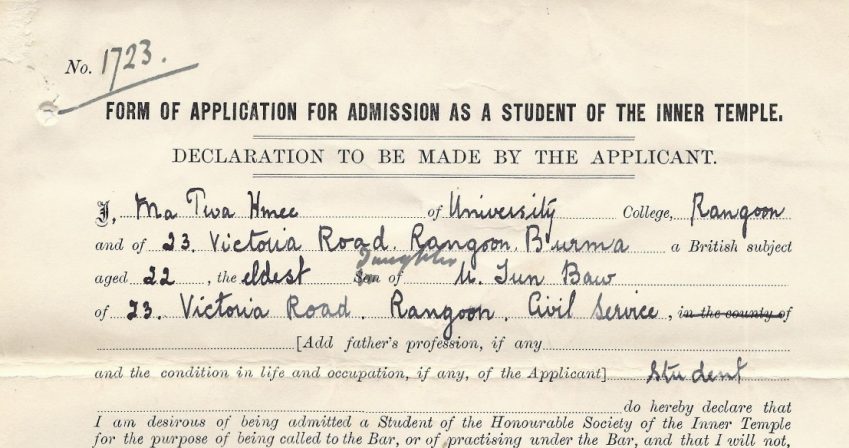 No. 1723.
FORM OF APPLICATION FOR ADMISSION AS A STUDENT OF THE INNER TEMPLE.
DECLARATION TO BE MADE BY THE APPLICANT.
I, Ma Twa Hmee of University College, Rangoon
and of 23. Victoria Road. Rangoon. Burma a British subject
daughter
aged 22, the eldest Son of U. Tun Baw
of 23. Victoria Road. Rangoon. Civil Service, in the county of
[Add father's profession, if any
and the condition in life and occupation, if any, of the Applicant] Student
do hereby declare that
I am desirous of being admitted a Student of the Honourable Society of the Inner Temple
for the purpose of being called to the Bar, or of practising under the Bar, and that I will not,